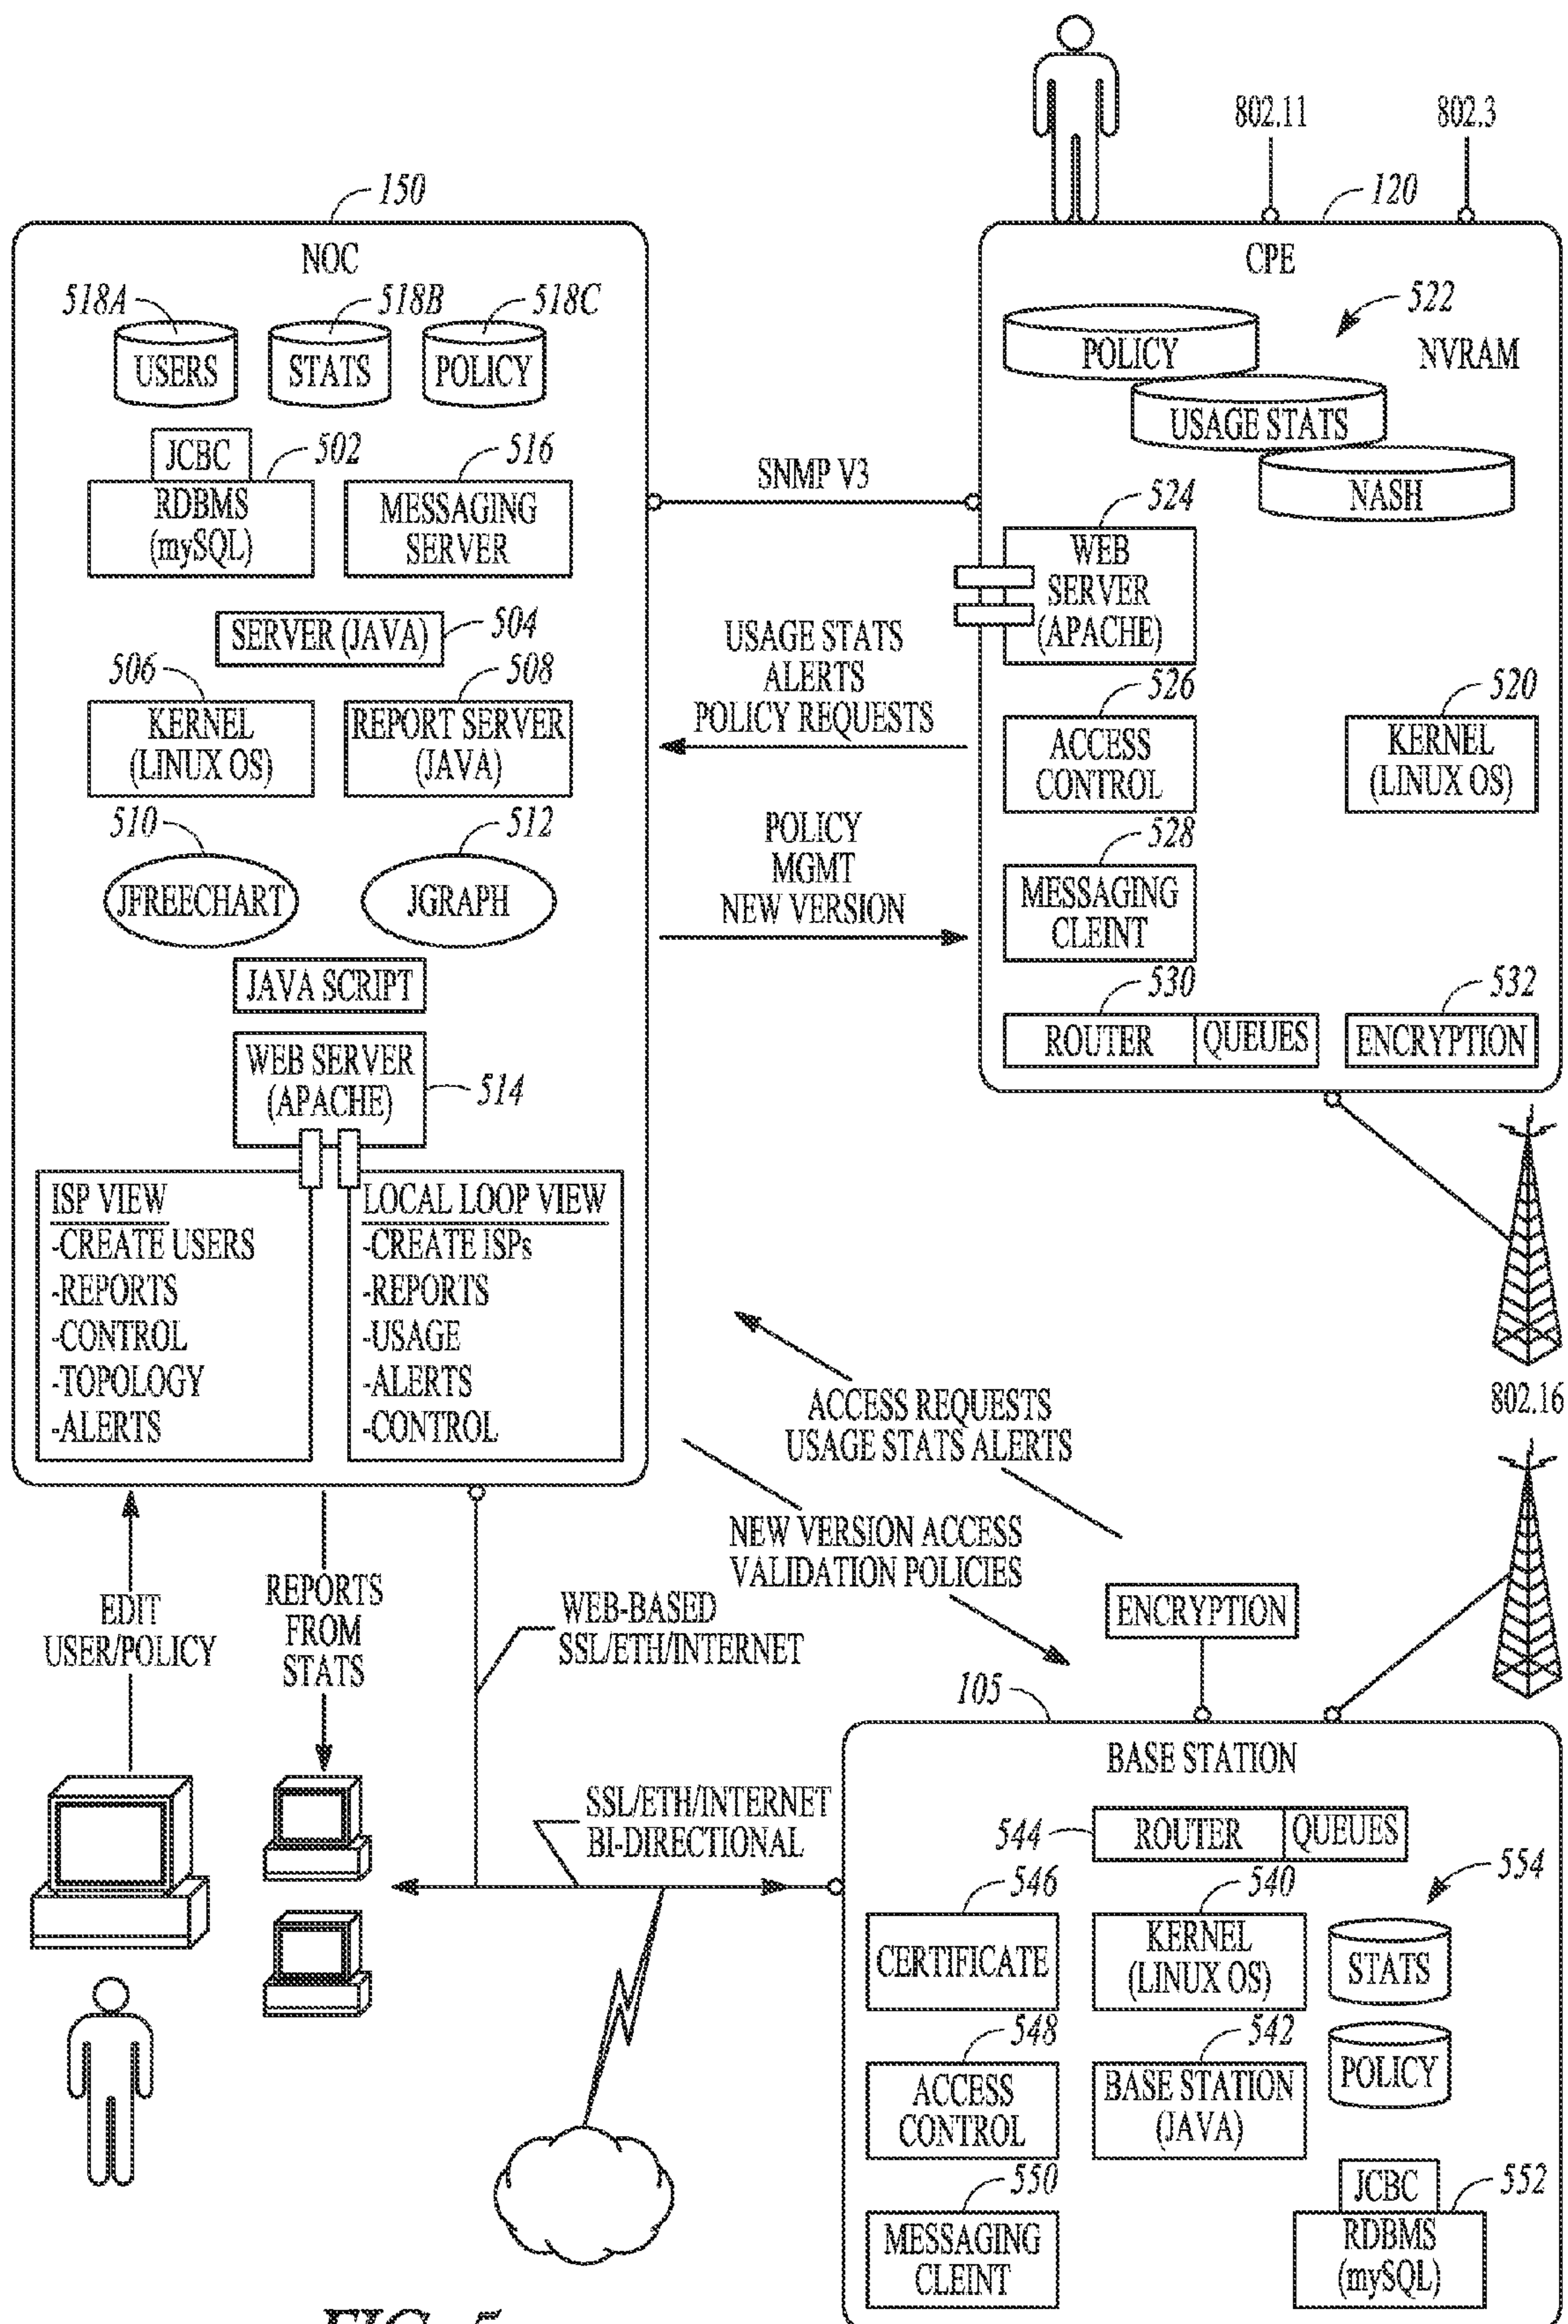 802.11
802.3
150
120
NOC
518A
518B
518C
USERS
STATS
POLICY
JCBC
502
RDBMS
(mySQL)
516
MESSAGING
SERVER
SERVER (JAVA)
504
506
KERNEL
(LINUX OS)
508
REPORT SERVER
(JAVA)
510
JFREECHART
512
JGRAPH
JAVA SCRIPT
WEB SERVER
(APACHE)
514
ISP VIEW
-CREATE USERS
-REPORTS
-CONTROL
-TOPOLOGY
-ALERTS
LOCAL LOOP VIEW
-CREATE ISPs
-REPORTS
-USAGE
-ALERTS
-CONTROL
SNMP V3
USAGE STATS
ALERTS
POLICY REQUESTS
POLICY
MGMT
NEW VERSION
CPE
522
POLICY
NVRAM
USAGE STATS
NASH
524
WEB
SERVER
(APACHE)
526
ACCESS
CONTROL
520
KERNEL
(LINUX OS)
528
MESSAGING
CLEINT
530
ROUTER
QUEUES
532
ENCRYPTION
802.16
ACCESS REQUESTS
USAGE STATS ALERTS
NEW VERSION ACCESS
VALIDATION POLICIES
EDIT
USER/POLICY
REPORTS
FROM
STATS
WEB-BASED
SSL/ETH/INTERNET
ENCRYPTION
105
BASE STATION
SSL/ETH/INTERNET
BI-DIRECTIONAL
544
ROUTER
QUEUES
554
546
CERTIFICATE
540
KERNEL
(LINUX OS)
STATS
548
ACCESS
CONTROL
542
BASE STATION
(JAVA)
POLICY
550
MESSAGING
CLEINT
JCBC
552
RDBMS
(mySQL)
FIG. 5